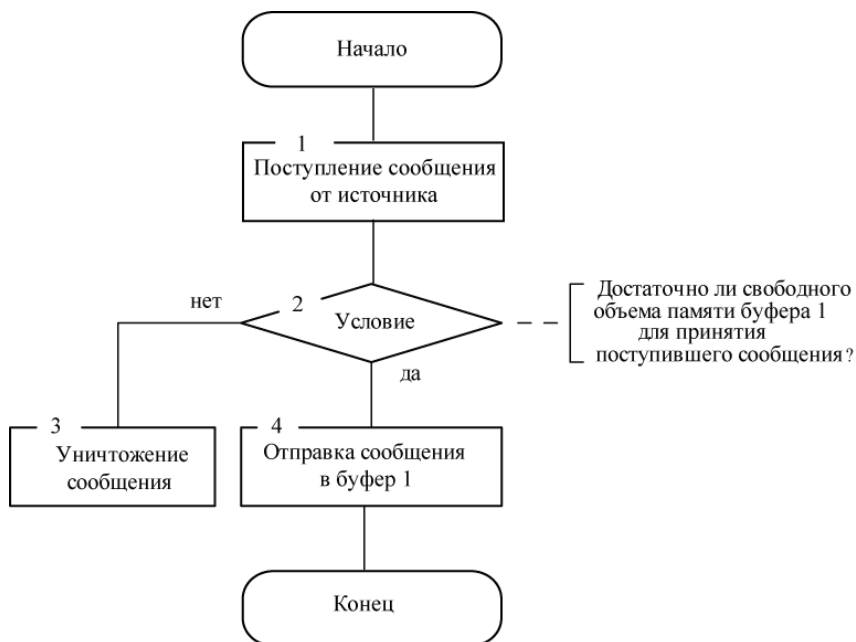 Начало
1
Поступление сообщения
от источника
нет
2
Условие
Достаточно ли свободного
объема памяти буфера 1
для принятия
поступившего сообщения?
да
3
Уничтожение
сообщения
4
Отправка сообщения
в буфер 1
Конец